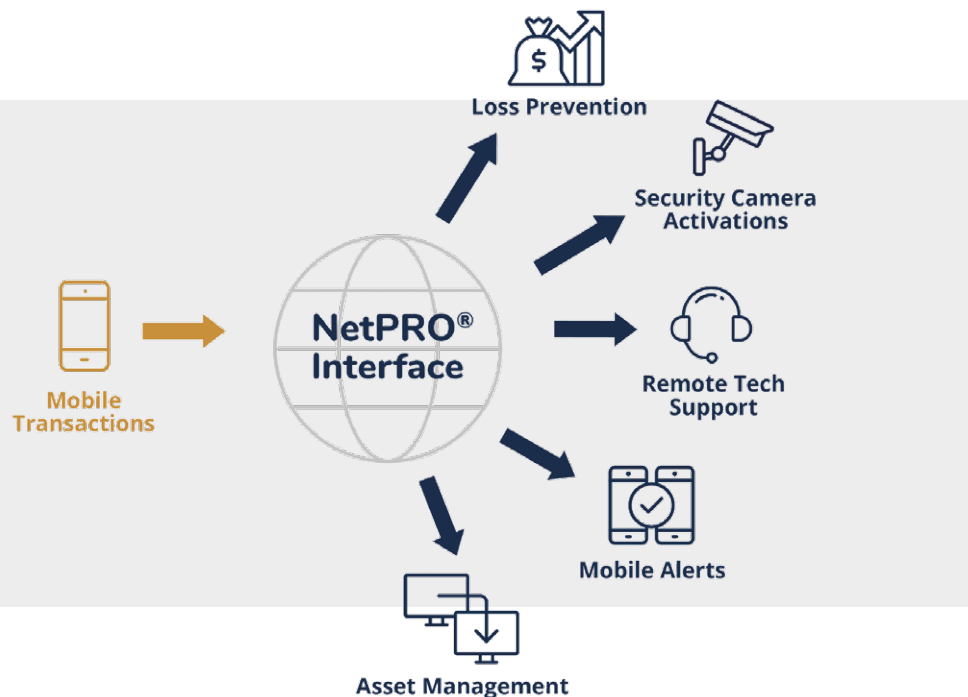 $
Loss Prevention
Security Camera
Activations
NetPRO®
Interface
Mobile
Transactions
Remote Tech
Support
Mobile Alerts
Asset Management